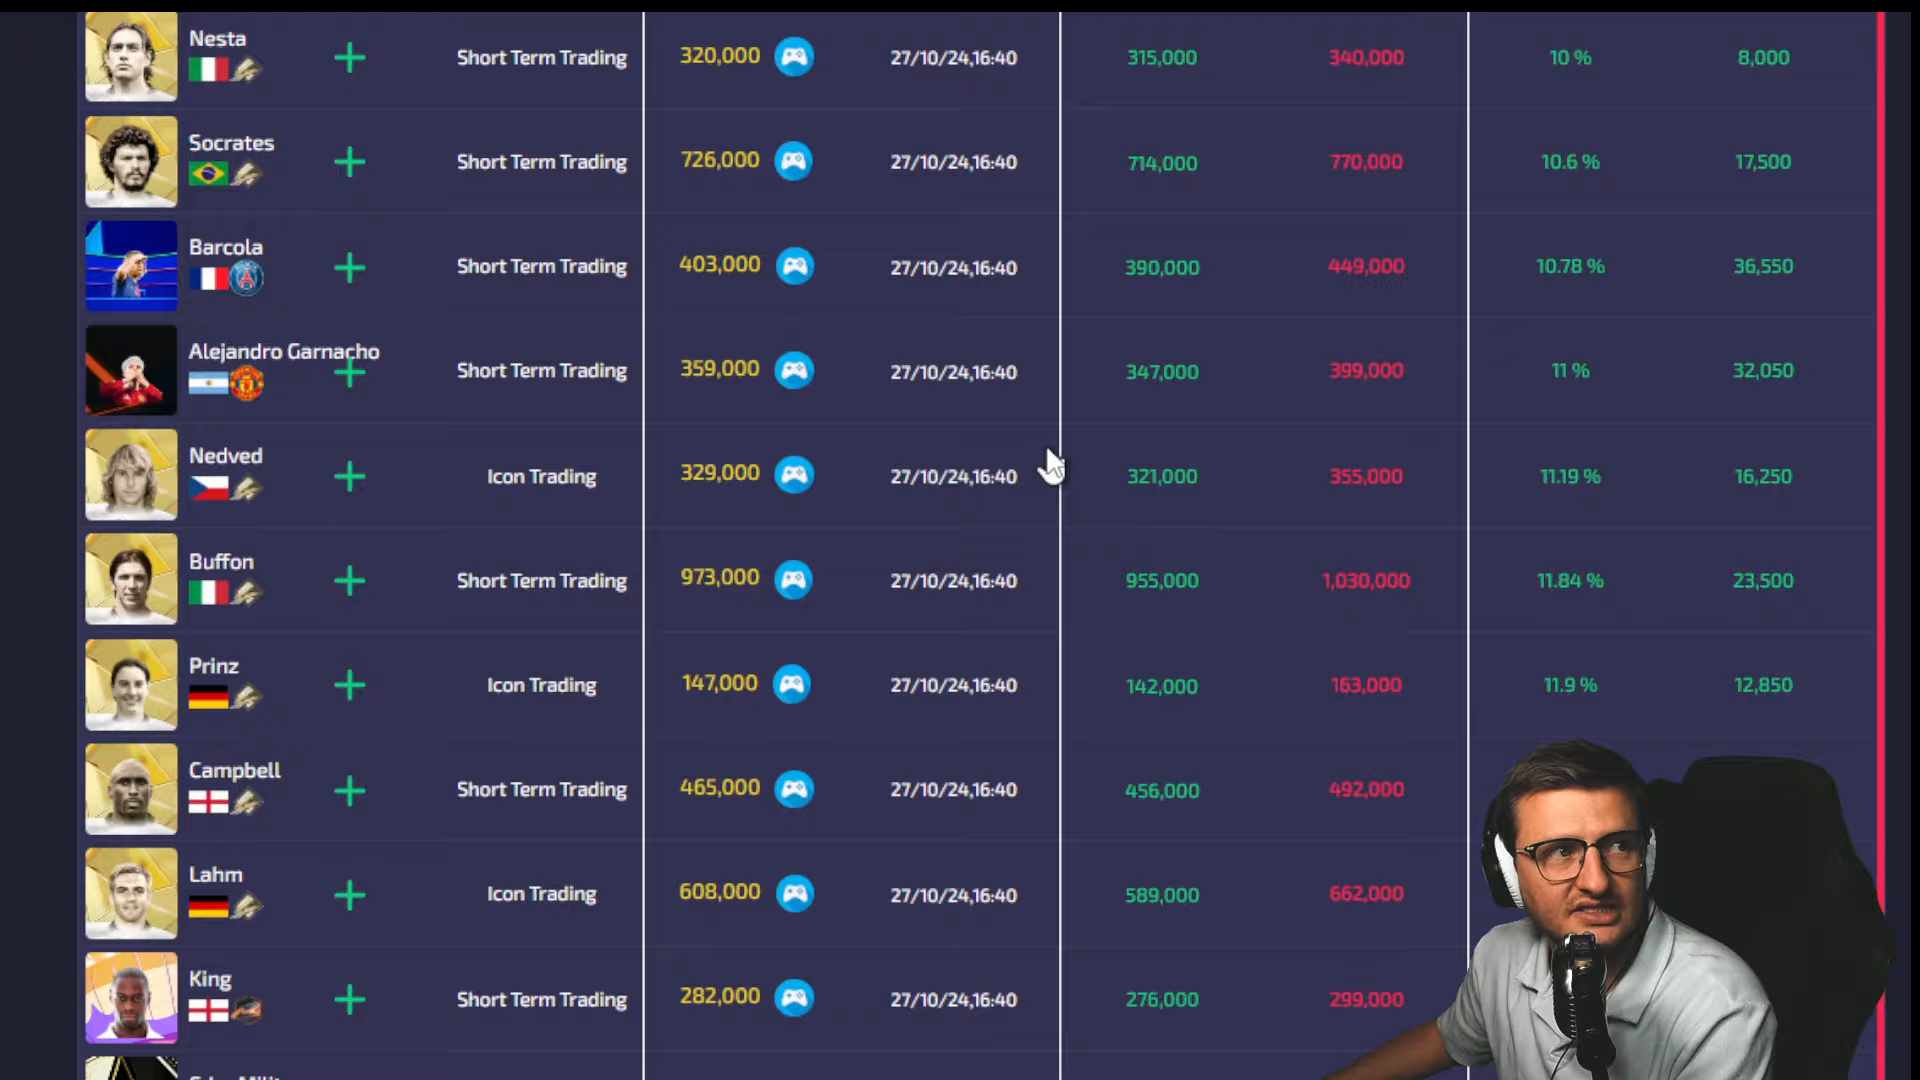 Nesta Short Term Trading 320,000 27/10/24,16:40 315,000 340,000 10 % 8,000
Socrates Short Term Trading 726,000 27/10/24,16:40 714,000 770,000 10.6 % 17,500
Barcola Short Term Trading 403,000 27/10/24,16:40 390,000 449,000 10.78 % 36,550
Alejandro Garnacho Short Term Trading 359,000 27/10/24,16:40 347,000 399,000 11 % 32,050
Nedved Icon Trading 329,000 27/10/24,16:40 321,000 355,000 11.19 % 16,250
Buffon Short Term Trading 973,000 27/10/24,16:40 955,000 1,030,000 11.84 % 23,500
Prinz Icon Trading 147,000 27/10/24,16:40 142,000 163,000 11.9 % 12,850
Campbell Short Term Trading 465,000 27/10/24,16:40 456,000 492,000
Lahm Icon Trading 608,000 27/10/24,16:40 589,000 662,000
King Short Term Trading 282,000 27/10/24,16:40 276,000 299,000